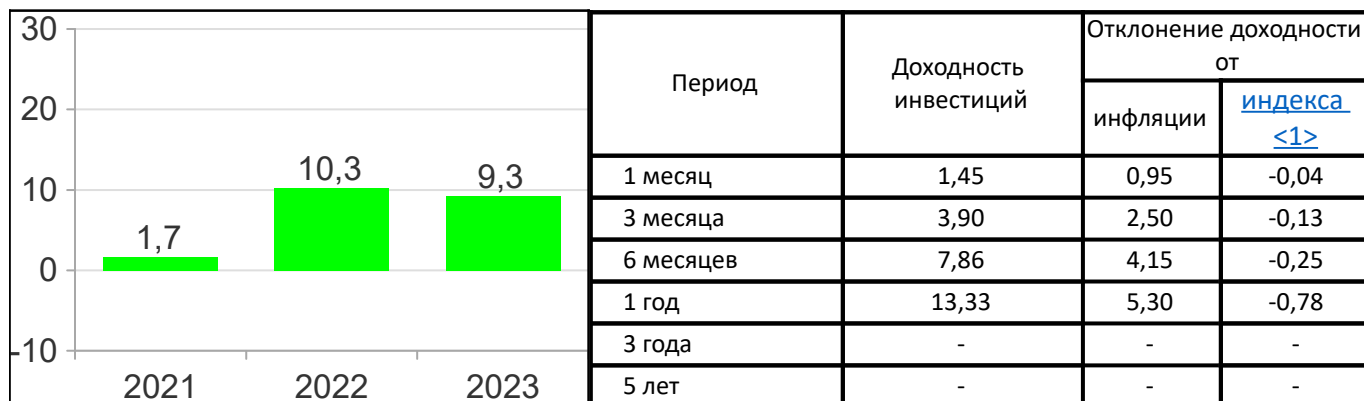 30
20
10
0
-10
1,7
10,3
9,3
2021 2022 2023
Период
Доходность
инвестиций
Отклонение доходности
от
инфляции
индекса
<1>
1 месяц 1,45 0,95 -0,04
3 месяца 3,90 2,50 -0,13
6 месяцев 7,86 4,15 -0,25
1 год 13,33 5,30 -0,78
3 года - - -
5 лет - - -